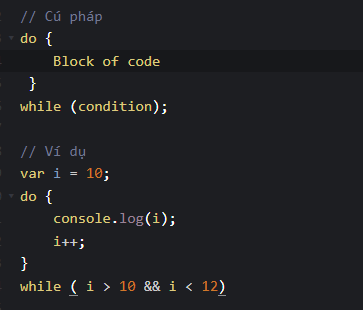 // Cú pháp
do {
    Block of code
 }
while (condition);
// Ví dụ
var i = 10;
do {
    console.log(i);
    i++;
}
while ( i > 10 && i < 12)